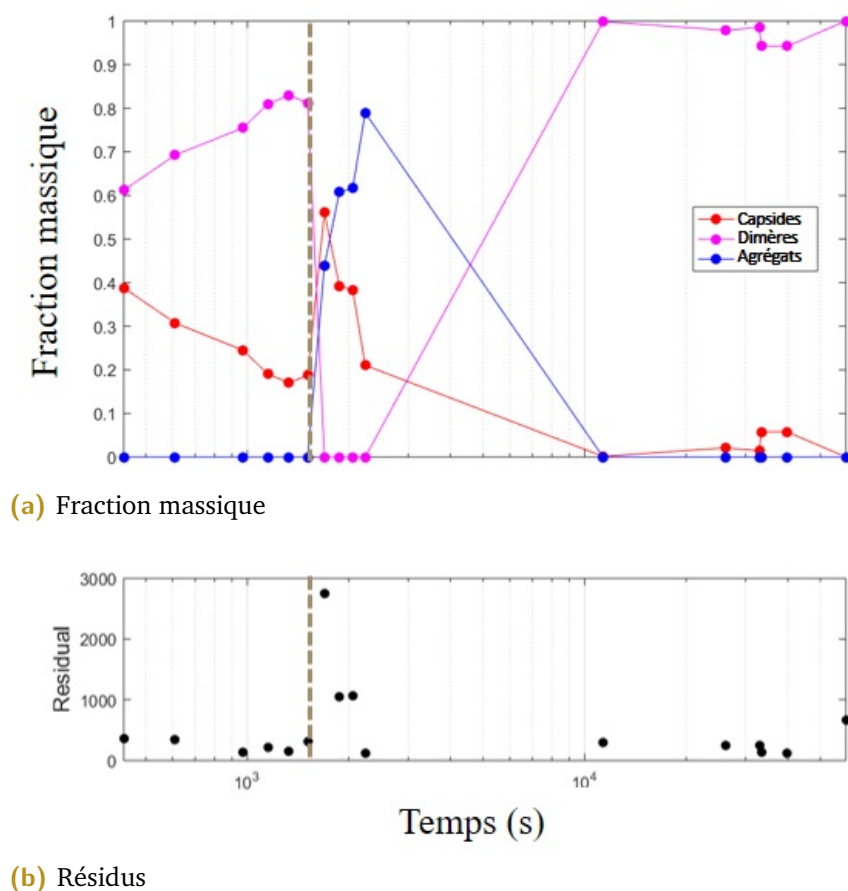 1
0.9
0.8
0.7
0.6
0.5
0.4
0.3
0.2
0.1
0
Fraction massique
Capsides
Dimères
Agrégats
(a) Fraction massique
3000
2000
1000
0
Residual
10³
10⁴
Temps (s)
(b) Résidus